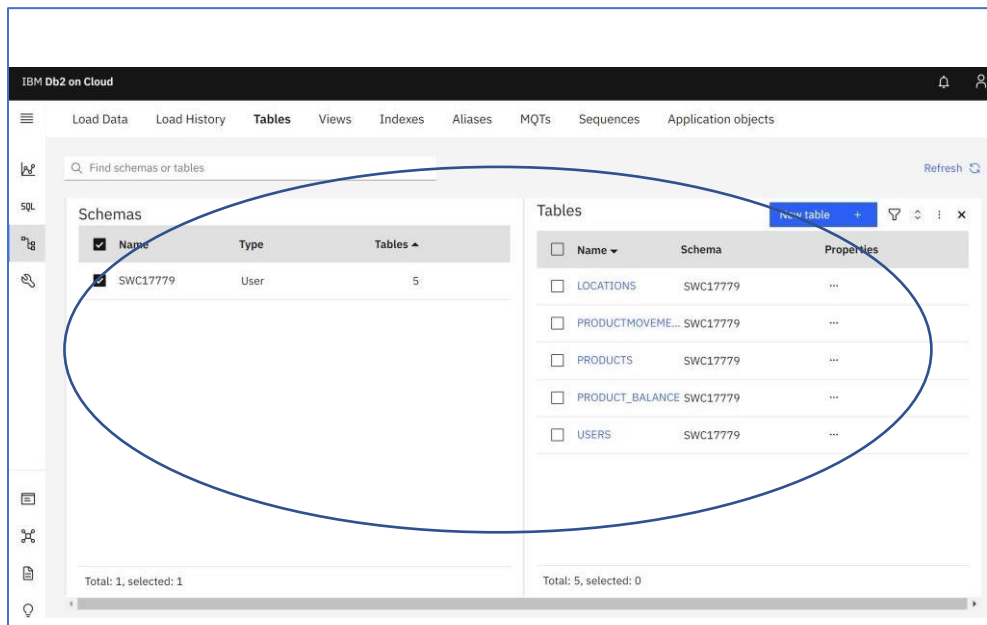 IBM Db2 on Cloud
Load Data Load History Tables Views Indexes Aliases MQTs Sequences Application objects
Find schemas or tables
Refresh
SQL
Schemas
Name Type Tables
SWC17779 User 5
Total: 1, selected: 1
Tables
New table +
Name Schema Properties
LOCATIONS SWC17779 ...
PRODUCTMOVEME... SWC17779 ...
PRODUCTS SWC17779 ...
PRODUCT_BALANCE SWC17779 ...
USERS SWC17779 ...
Total: 5, selected: 0